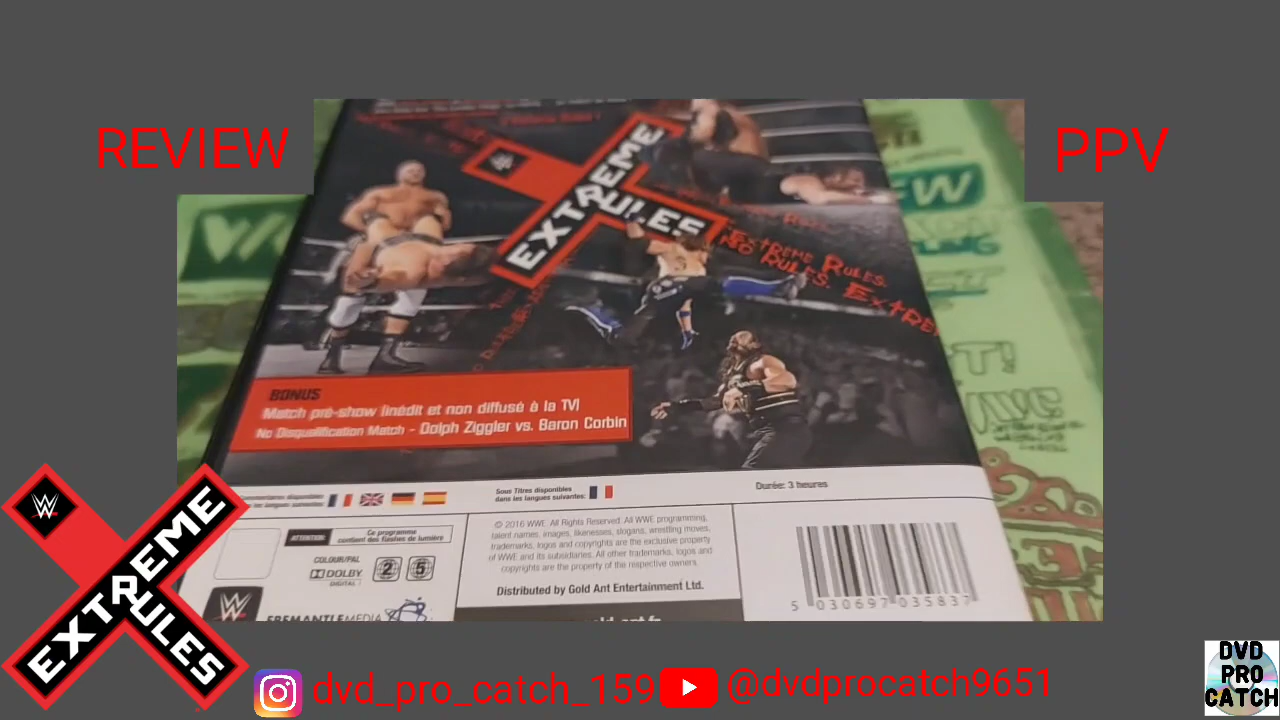 REVIEW
PPV
EXTREME
RULES
EXTREME RULES.
NO RULES. EXTRE
BONUS
Match pré-show linédit et non diffusé à la TV!
No Disqualification Match - Dolph Ziggler vs. Baron Corbin
Sous Titres disponibles
dans les langues suivantes:
Durée: 3 heures
ATTENTION
Ce programme
contient des flashes de lumière
COLOUR/PAL
DOLBY
DIGITAL
2 5
© 2016 WWE. All Rights Reserved. All WWE programming,
talent names, images, likenesses, slogans, wrestling moves,
trademarks, logos and copyrights are the exclusive property
of WWE and its subsidiaries. All other trademarks, logos and
copyrights are the property of their respective owners.
Distributed by Gold Ant Entertainment Ltd.
FREMANTLEMEDIA
5 030697 035837
W
EXTREME
RULES
dvd_pro_catch_159
@dvdprocatch9651
DVD
PRO
CATCH